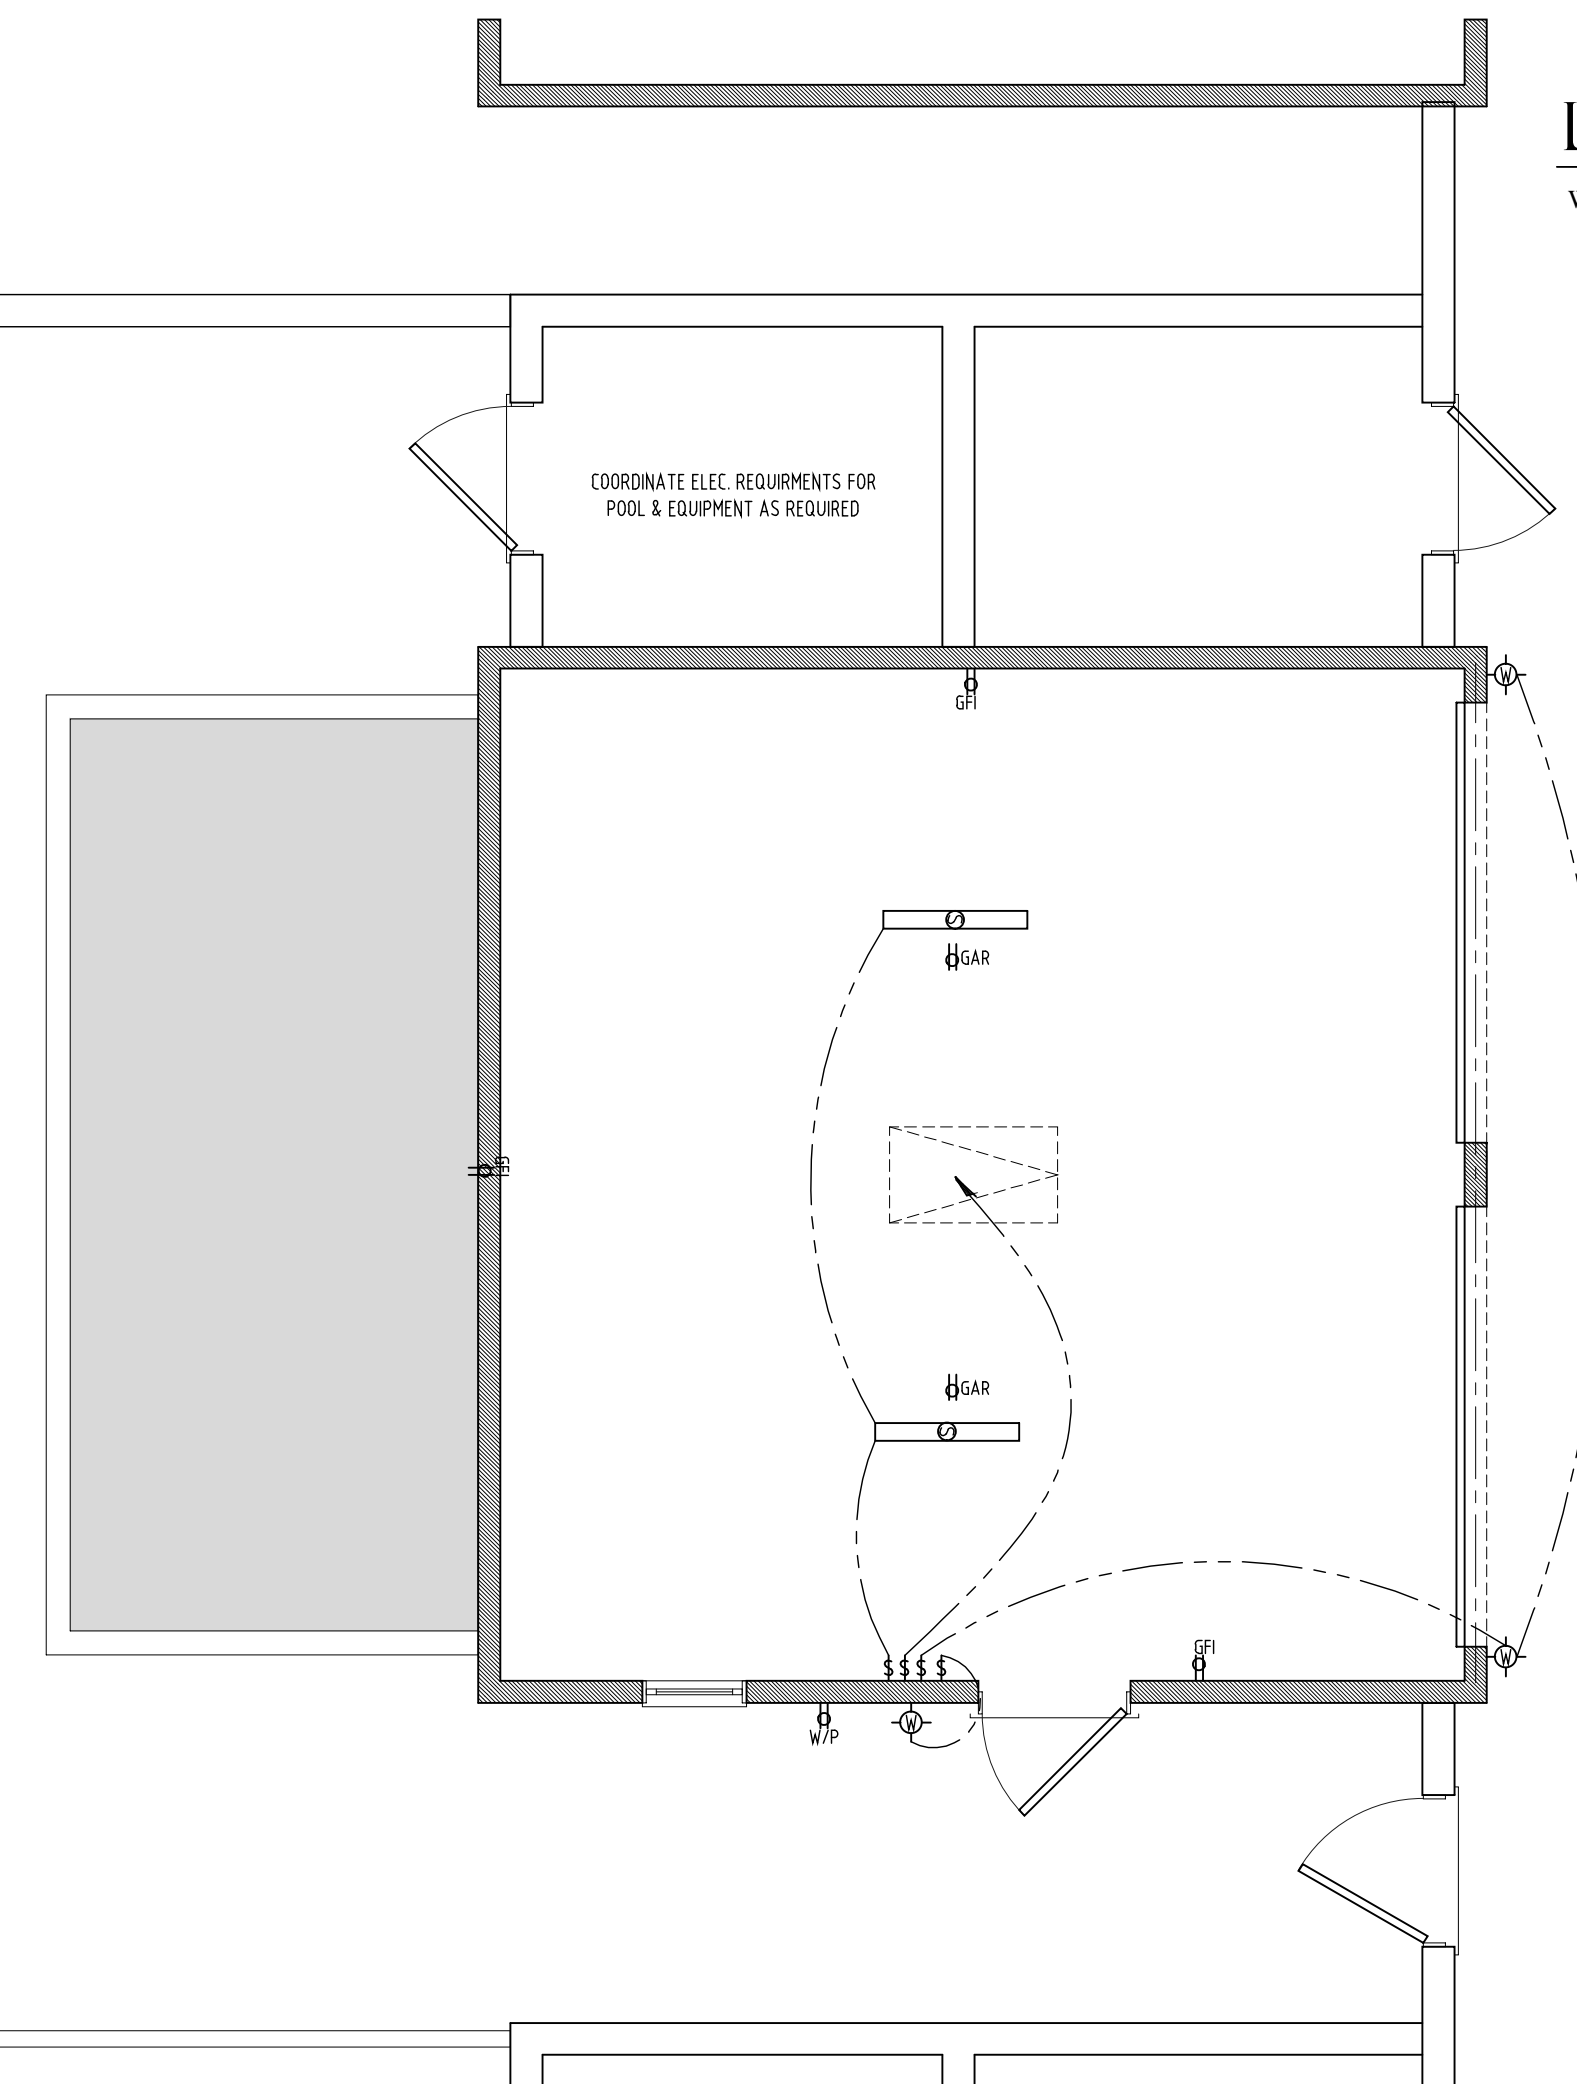 COORDINATE ELEC. REQUIRMENTS FOR
POOL & EQUIPMENT AS REQUIRED
W
GFI
GAR
GFI
GAR
GFI
$ $ $ $
W
W
W/P